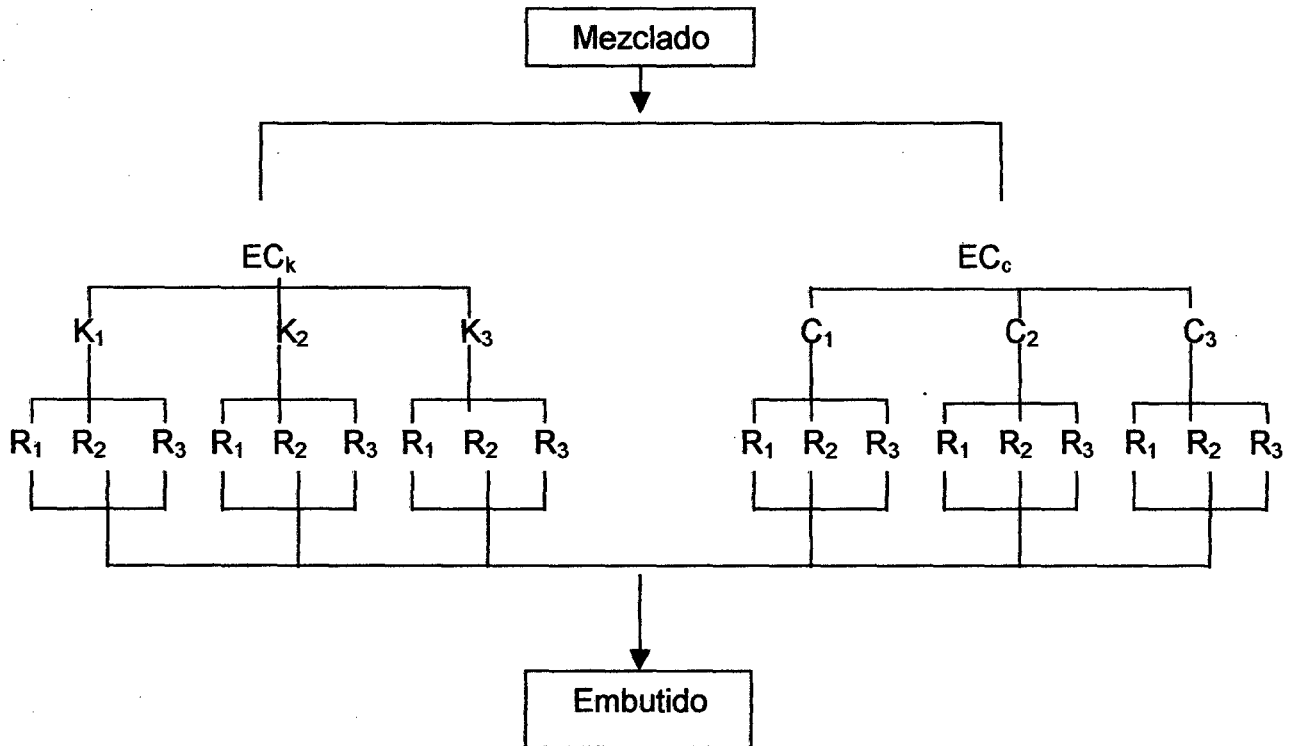 Mezclado
ECk ECc
K1 K2 K3 C1 C2 C3
R1 R2 R3 R1 R2 R3 R1 R2 R3 R1 R2 R3 R1 R2 R3 R1 R2 R3
Embutido